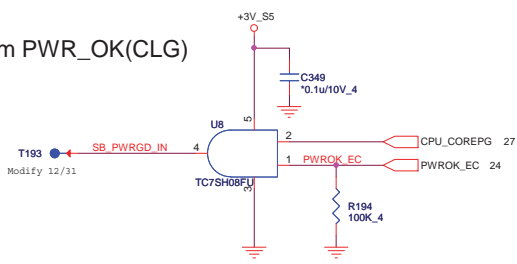 +3V_S5
m PWR_OK(CLG)
C349
*0.1u/10V_4
U8
5
2
CPU_COREPG 27
T193
SB_PWRGD_IN
4
1
PWROK_EC
PWROK_EC 24
Modify 12/31
TC7SH08FU
3
R194
100K_4